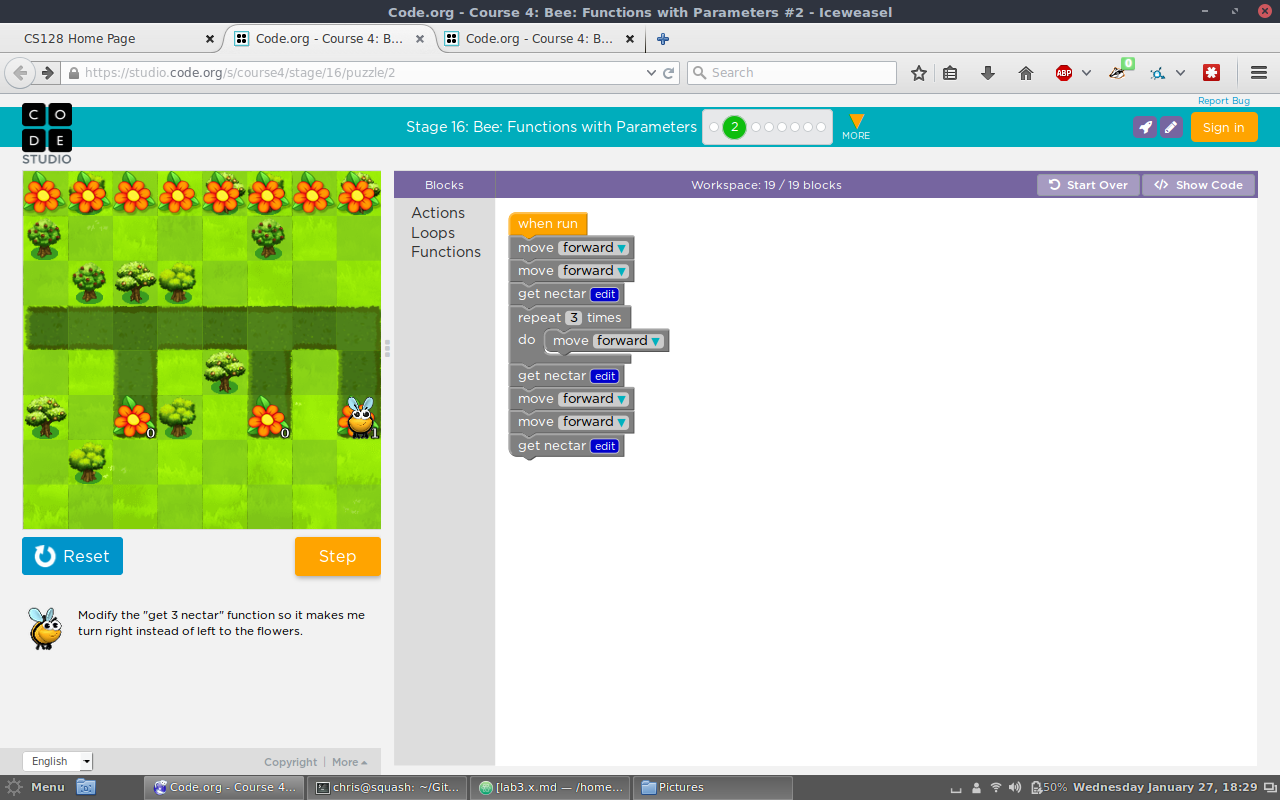 Code.org - Course 4: Bee: Functions with Parameters #2 - Iceweasel
CS128 Home Page
Code.org - Course 4: B...
Code.org - Course 4: B...
https://studio.code.org/s/course4/stage/16/puzzle/2
Search
ABP
0
Report Bug
C O
D E
STUDIO
Stage 16: Bee: Functions with Parameters
2
MORE
Sign in
Blocks
Workspace: 19 / 19 blocks
Start Over
Show Code
Actions
Loops
Functions
when run
move forward
move forward
get nectar edit
repeat 3 times
do move forward
get nectar edit
move forward
move forward
get nectar edit
0
0
1
Reset
Step
Modify the "get 3 nectar" function so it makes me
turn right instead of left to the flowers.
English
Copyright | More
Menu
Code.org - Course 4...
chris@squash: ~/Git...
[lab3.x.md — /home...
Pictures
50%
Wednesday January 27, 18:29